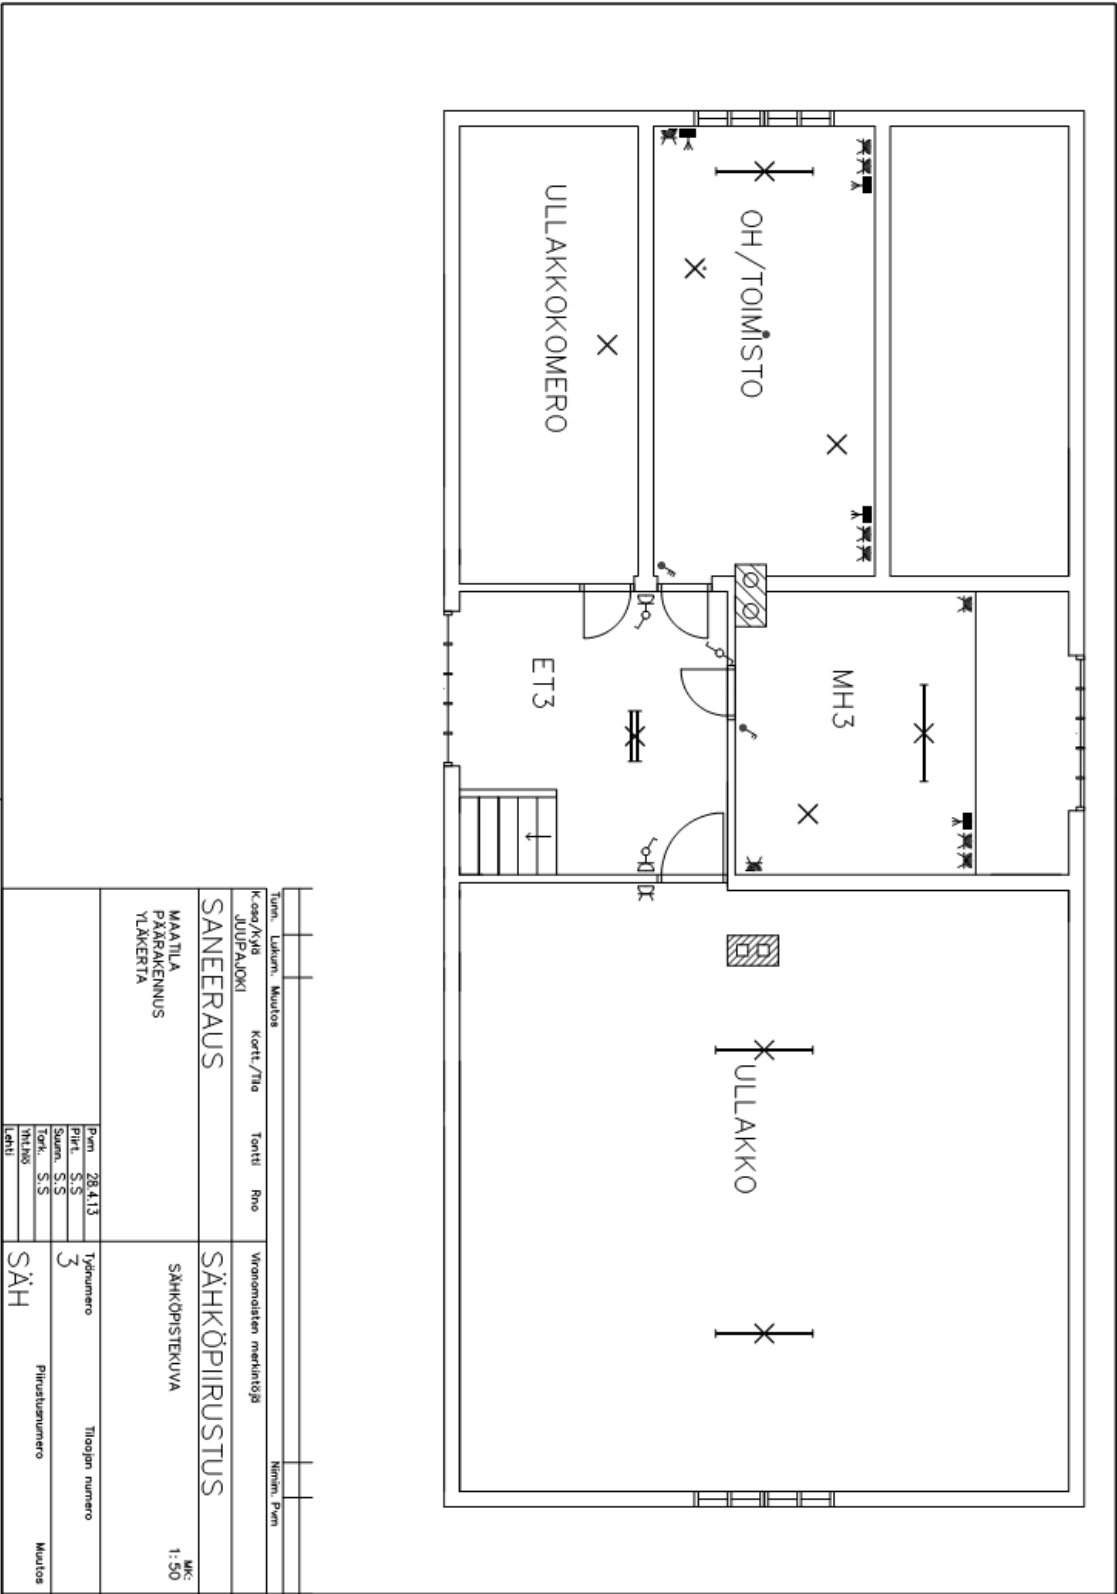 OH/TOIMISTO
ULLAKKOKOMERO
MH3
ET3
ULLAKKO
Tunn. Lukum. Muutos Nimim. Pvm
K.osa/Kylä Kortt./Tila Tontti Rno Viranomaisten merkintöjä
JUUPAJOKI
SANEERAUS SÄHKÖPIIRUSTUS
MAATILA
PÄÄRAKENNUS
YLÄKERTA
SÄHKÖPISTEKUVA
MK:
1:50
Pvm 28.4.13
Piirt. S.S
Suunn. S.S
Tark. S.S
Yht.hlö
Lehti
Työnumero Tilaajan numero
3
Piirustusnumero Muutos
SÄH